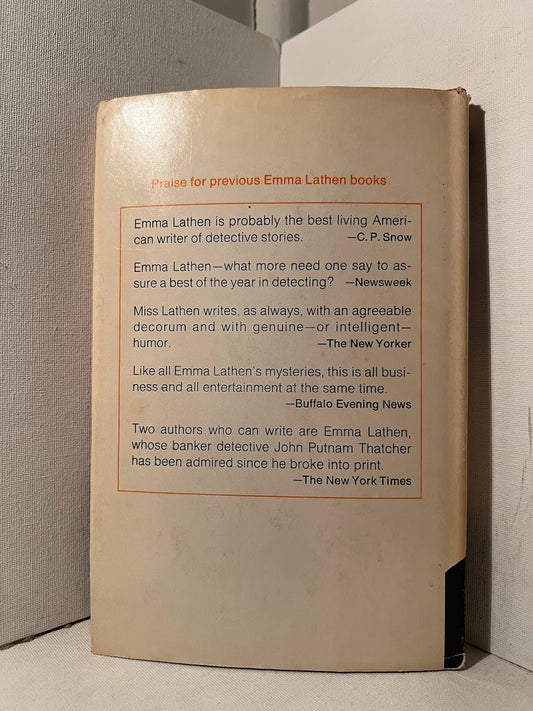 Praise for previous Emma Lathen books
Emma Lathen is probably the best living Ameri-
can writer of detective stories. —C. P. Snow
Emma Lathen—what more need one say to as-
sure a best of the year in detecting? —Newsweek
Miss Lathen writes, as always, with an agreeable
decorum and with genuine—or intelligent—
humor. —The New Yorker
Like all Emma Lathen's mysteries, this is all busi-
ness and all entertainment at the same time.
—Buffalo Evening News
Two authors who can write are Emma Lathen,
whose banker detective John Putnam Thatcher
has been admired since he broke into print.
—The New York Times